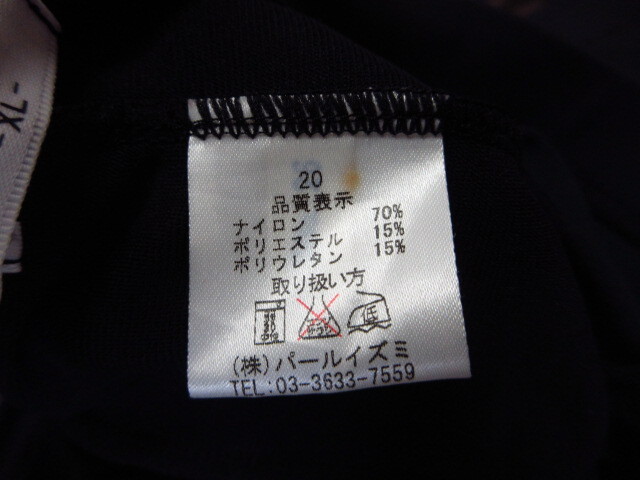 -XL-
20
品質表示
ナイロン 70%
ポリエステル 15%
ポリウレタン 15%
取り扱い方
低
(株)パールイズミ
TEL:03-3633-7559